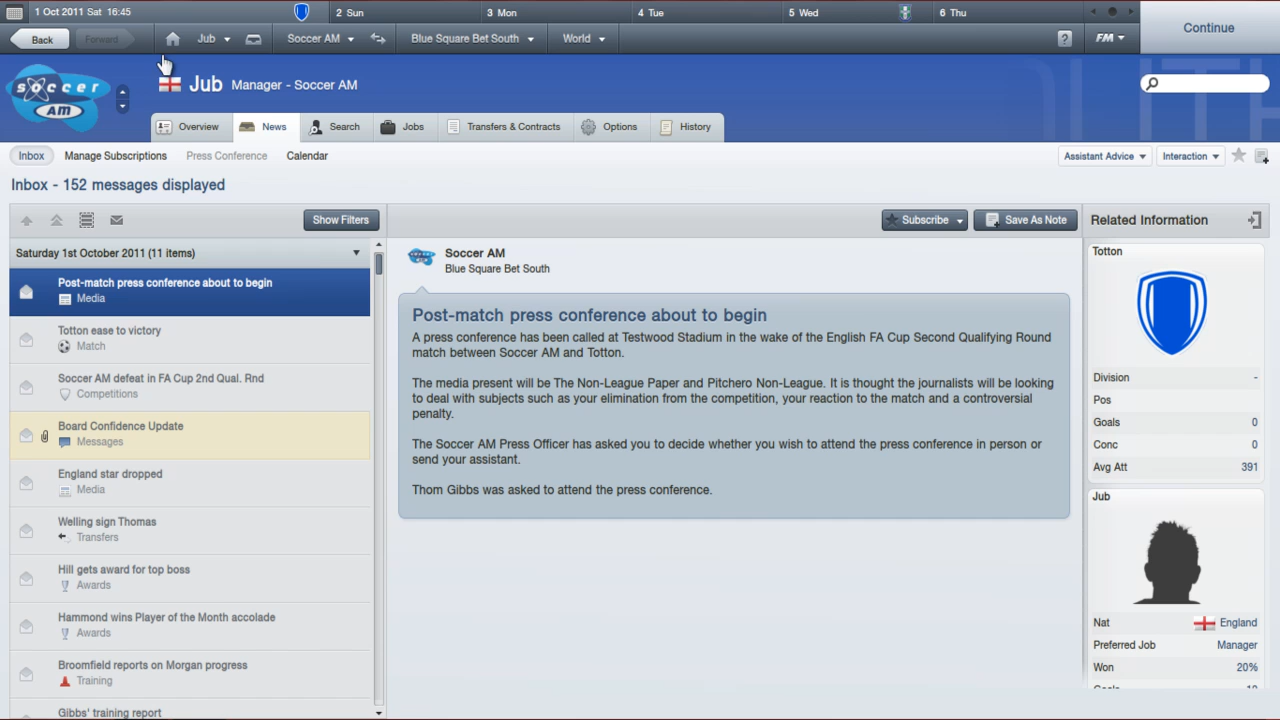 1 Oct 2011 Sat 16:45
2 Sun
3 Mon
4 Tue
5 Wed
6 Thu
Back
Forward
Jub
Soccer AM
Blue Square Bet South
World
?
FM
Continue
soccer
AM
Jub Manager - Soccer AM
Overview
News
Search
Jobs
Transfers & Contracts
Options
History
Inbox
Manage Subscriptions
Press Conference
Calendar
Assistant Advice
Interaction
Inbox - 152 messages displayed
Show Filters
Subscribe
Save As Note
Related Information
Saturday 1st October 2011 (11 items)
Post-match press conference about to begin
Media
Totton ease to victory
Match
Soccer AM defeat in FA Cup 2nd Qual. Rnd
Competitions
Board Confidence Update
Messages
England star dropped
Media
Welling sign Thomas
Transfers
Hill gets award for top boss
Awards
Hammond wins Player of the Month accolade
Awards
Broomfield reports on Morgan progress
Training
Gibbs' training report
Soccer AM
Blue Square Bet South
Post-match press conference about to begin
A press conference has been called at Testwood Stadium in the wake of the English FA Cup Second Qualifying Round
match between Soccer AM and Totton.
The media present will be The Non-League Paper and Pitchero Non-League. It is thought the journalists will be looking
to deal with subjects such as your elimination from the competition, your reaction to the match and a controversial
penalty.
The Soccer AM Press Officer has asked you to decide whether you wish to attend the press conference in person or
send your assistant.
Thom Gibbs was asked to attend the press conference.
Totton
Division -
Pos
Goals 0
Conc 0
Avg Att 391
Jub
Nat England
Preferred Job Manager
Won 20%